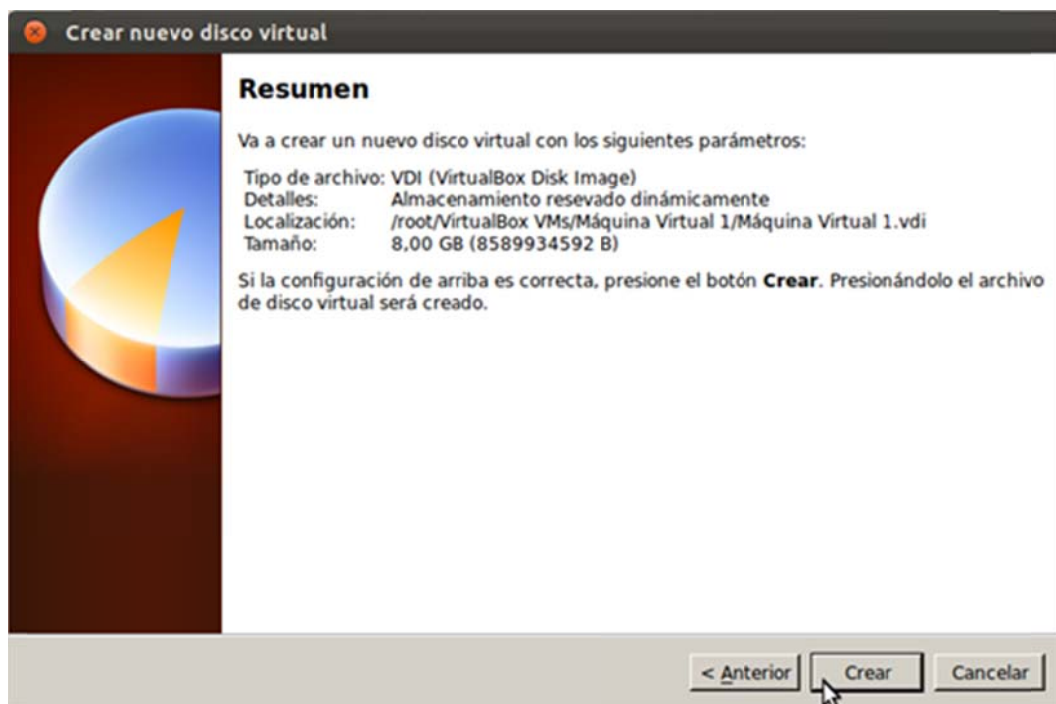 Crear nuevo disco virtual
Resumen
Va a crear un nuevo disco virtual con los siguientes parámetros:
Tipo de archivo: VDI (VirtualBox Disk Image)
Detalles: Almacenamiento resevado dinámicamente
Localización: /root/VirtualBox VMs/Máquina Virtual 1/Máquina Virtual 1.vdi
Tamaño: 8,00 GB (8589934592 B)
Si la configuración de arriba es correcta, presione el botón Crear. Presionándolo el archivo
de disco virtual será creado.
< Anterior Crear Cancelar